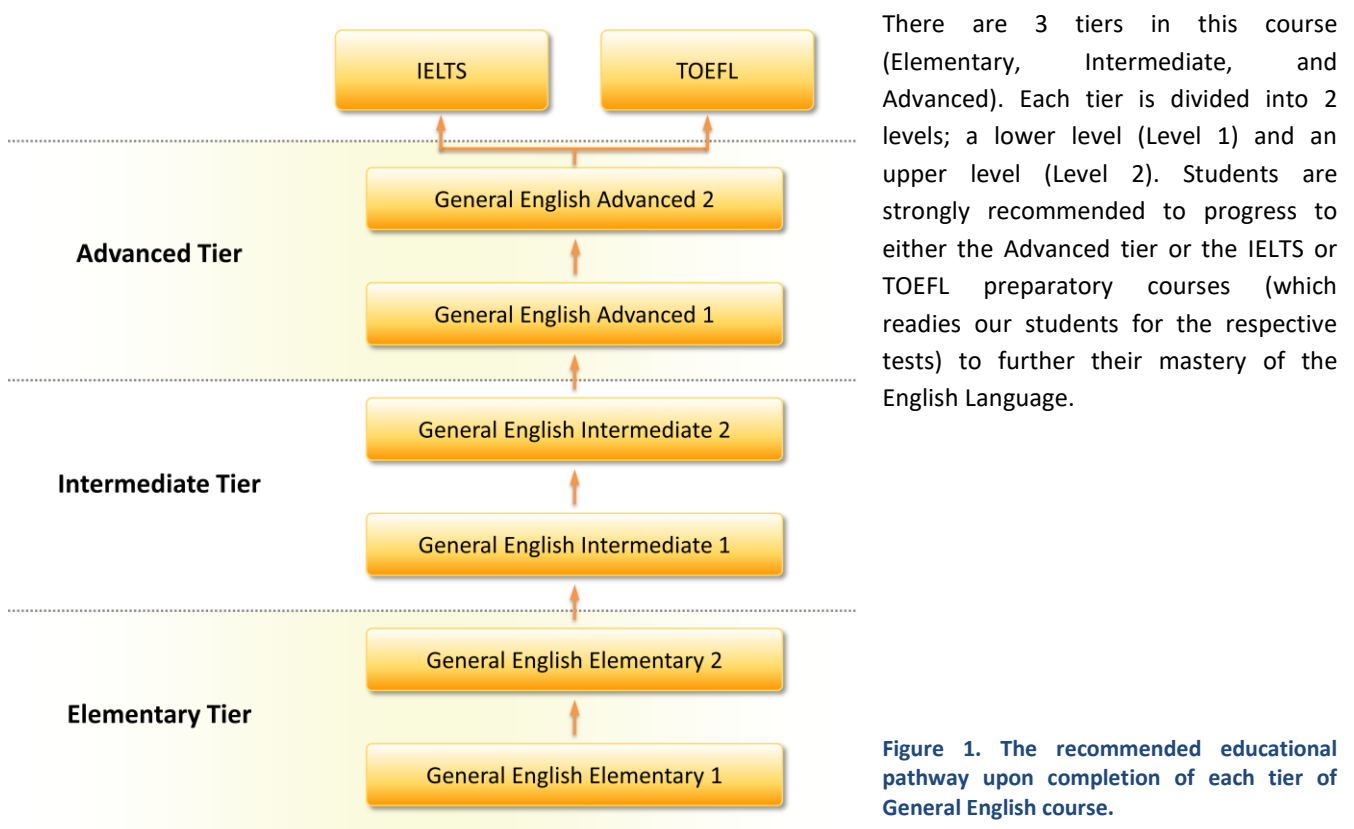 IELTS
TOEFL
General English Advanced 2
Advanced Tier
General English Advanced 1
General English Intermediate 2
Intermediate Tier
General English Intermediate 1
General English Elementary 2
Elementary Tier
General English Elementary 1
There are 3 tiers in this course
(Elementary, Intermediate, and
Advanced). Each tier is divided into 2
levels; a lower level (Level 1) and an
upper level (Level 2). Students are
strongly recommended to progress to
either the Advanced tier or the IELTS or
TOEFL preparatory courses (which
readies our students for the respective
tests) to further their mastery of the
English Language.
Figure 1. The recommended educational
pathway upon completion of each tier of
General English course.